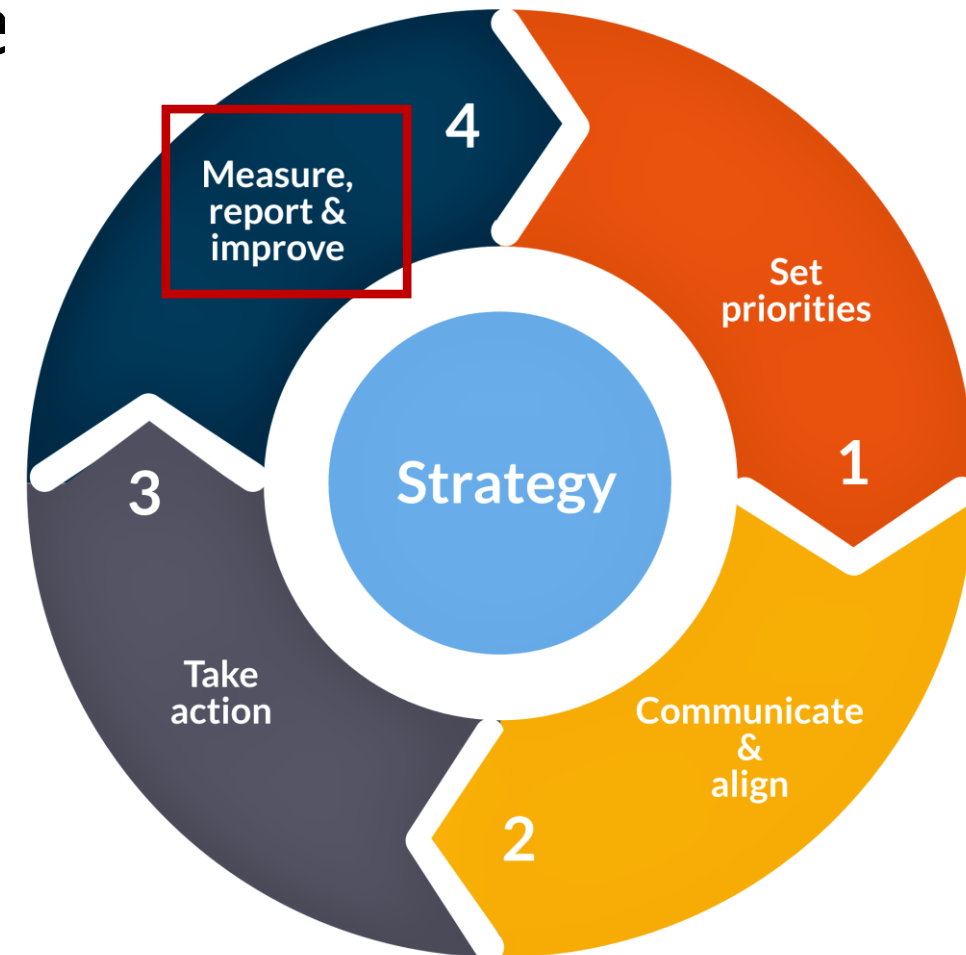 e
4
Measure,
report &
improve
Set
priorities
1
3
Strategy
Take
action
Communicate
&
align
2